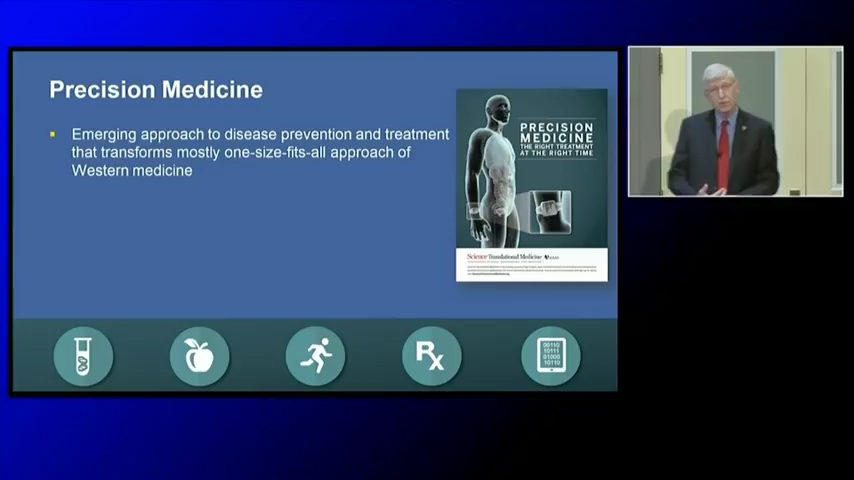 Precision Medicine
Emerging approach to disease prevention and treatment
that transforms mostly one-size-fits-all approach of
Western medicine
PRECISION
MEDICINE
THE RIGHT TREATMENT
AT THE RIGHT TIME
Science Translational Medicine
AAAS
Rx
00110
10111
01000
10110